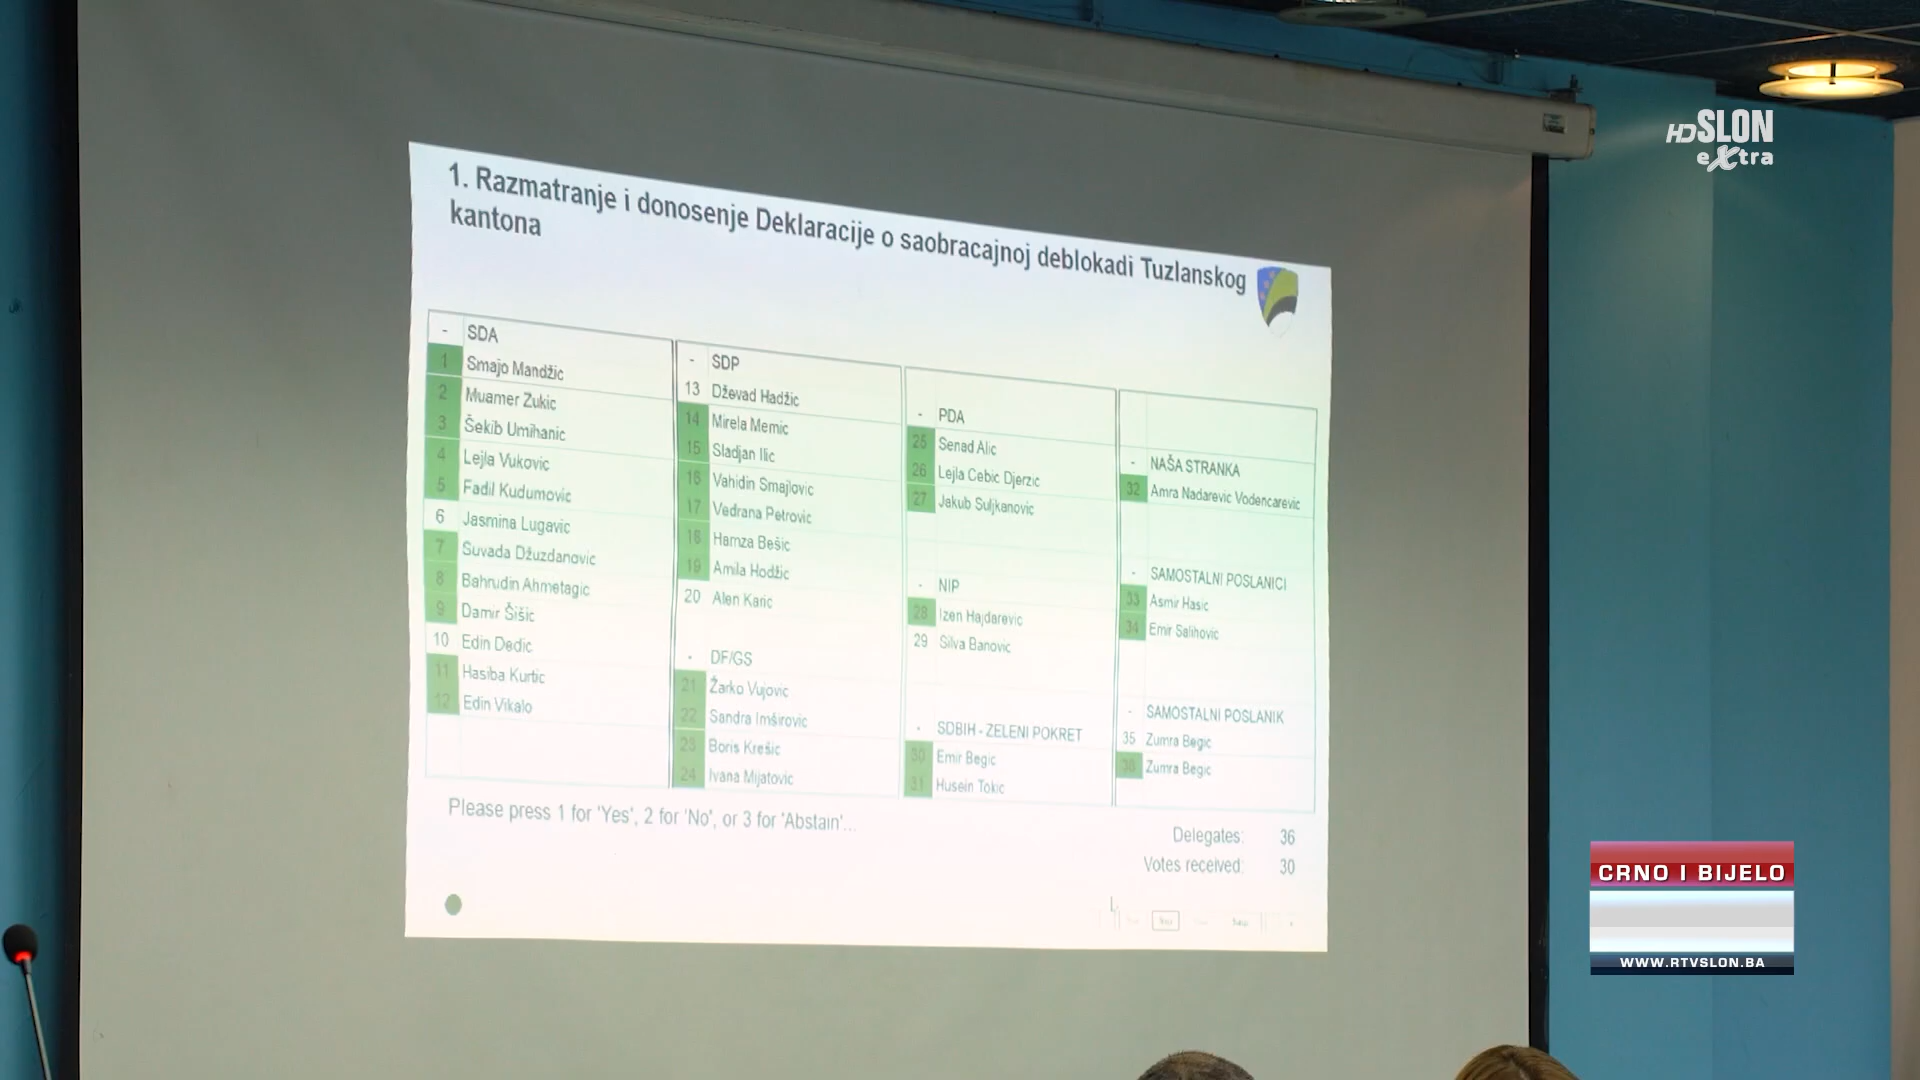 HD SLON
eXtra
1. Razmatranje i donosenje Deklaracije o saobracajnoj deblokadi Tuzlanskog
kantona
- SDA
1 Smajo Mandžic
2 Muamer Zukic
3 Šekib Umihanic
4 Lejla Vukovic
5 Fadil Kudumovic
6 Jasmina Lugavic
7 Suvada Džuzdanovic
8 Bahrudin Ahmetagic
9 Damir Šišic
10 Edin Dedic
11 Hasiba Kurtic
12 Edin Vikalo
- SDP
13 Dževad Hadžic
14 Mirela Memic
15 Sladjan Ilic
16 Vahidin Smajlovic
17 Vedrana Petrovic
18 Hamza Bešic
19 Amila Hodžic
20 Alen Karic
- DF/GS
21 Žarko Vujovic
22 Sandra Imširovic
23 Boris Krešic
24 Ivana Mijatovic
- PDA
25 Senad Alic
26 Lejla Cebic Djerzic
27 Jakub Suljkanovic
- NIP
28 Izen Hajdarevic
29 Silva Banovic
- SDBIH - ZELENI POKRET
30 Emir Begic
31 Husein Tokic
- NAŠA STRANKA
32 Amra Nadarevic Vodencarevic
- SAMOSTALNI POSLANICI
33 Asmir Hasic
34 Emir Salihovic
- SAMOSTALNI POSLANIK
35 Zumra Begic
36 Zumra Begic
Please press 1 for 'Yes', 2 for 'No', or 3 for 'Abstain'...
Delegates: 36
Votes received: 30
CRNO I BIJELO
WWW.RTVSLON.BA